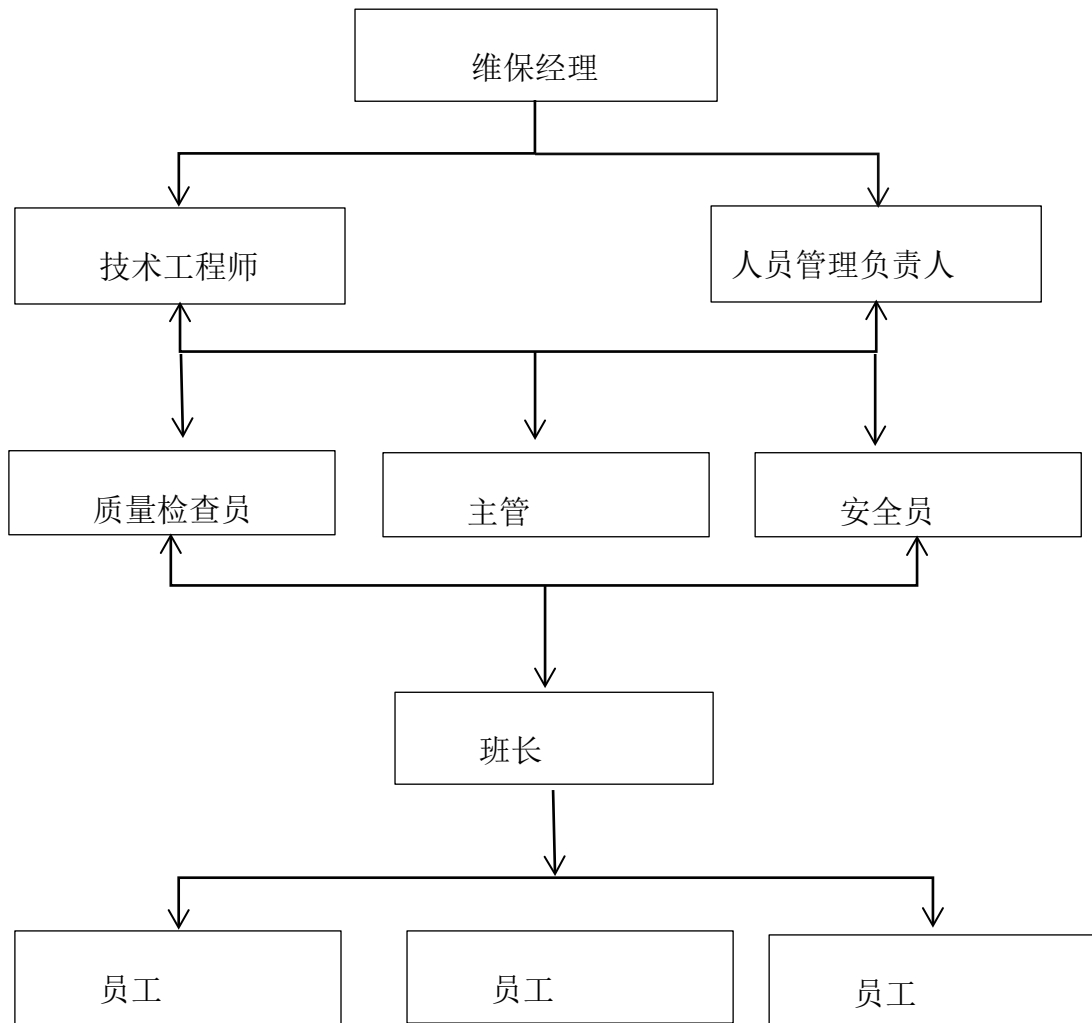 维保经理
技术工程师
人员管理负责人
质量检查员
主管
安全员
班长
员工
员工
员工